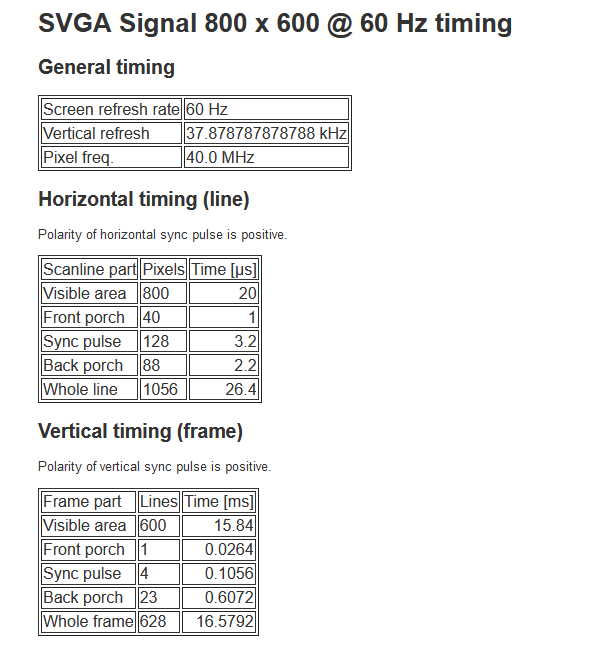 SVGA Signal 800 x 600 @ 60 Hz timing
General timing
Screen refresh rate 60 Hz
Vertical refresh 37.878787878788 kHz
Pixel freq. 40.0 MHz
Horizontal timing (line)
Polarity of horizontal sync pulse is positive.
Scanline part Pixels Time [µs]
Visible area 800 20
Front porch 40 1
Sync pulse 128 3.2
Back porch 88 2.2
Whole line 1056 26.4
Vertical timing (frame)
Polarity of vertical sync pulse is positive.
Frame part Lines Time [ms]
Visible area 600 15.84
Front porch 1 0.0264
Sync pulse 4 0.1056
Back porch 23 0.6072
Whole frame 628 16.5792